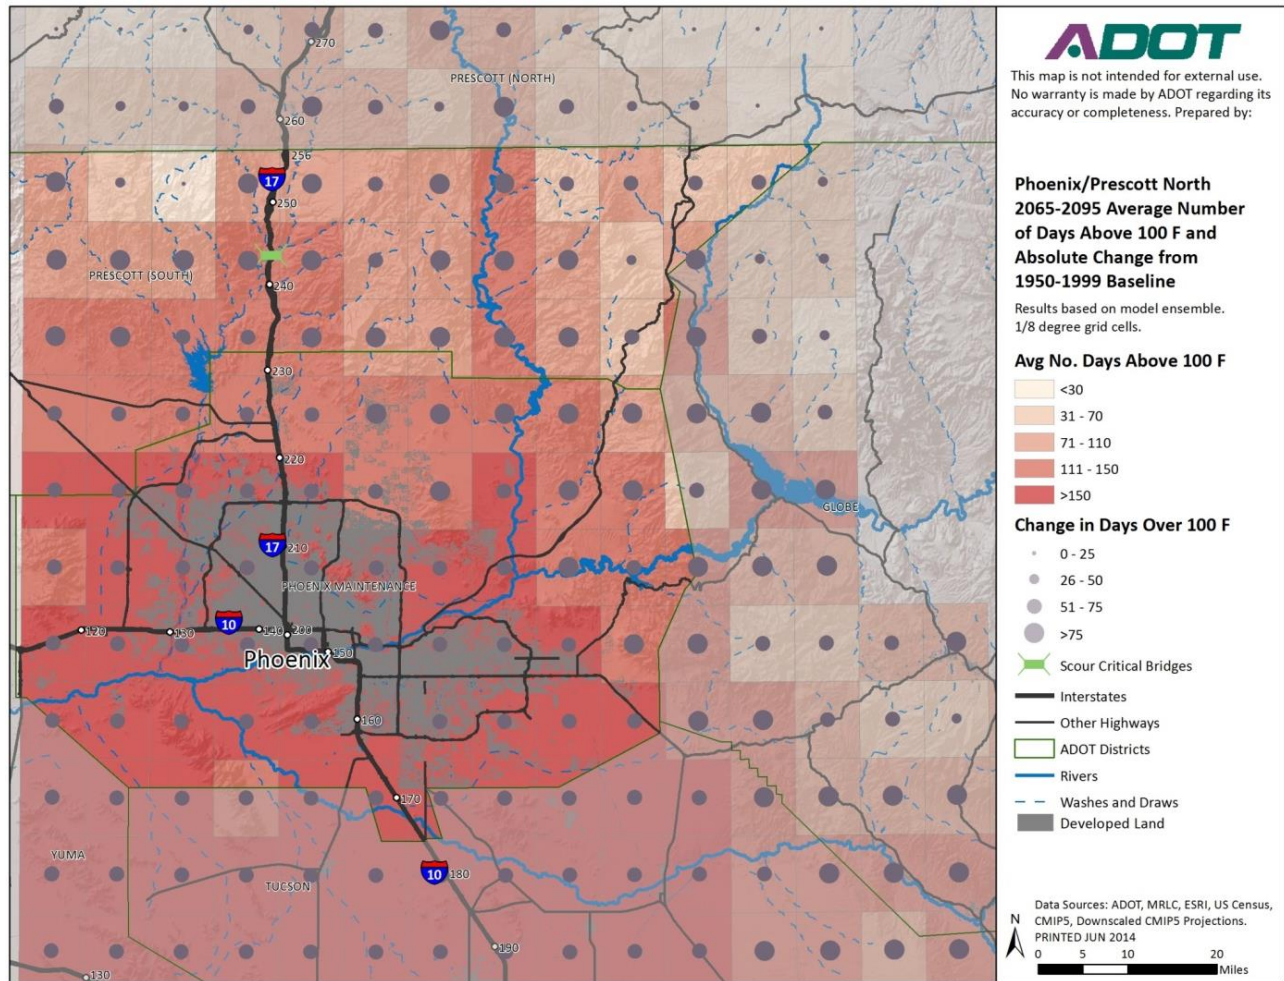 270
PRESCOTT (NORTH)
260
256
17
250
PRESCOTT (SOUTH)
240
230
220
GLOBE
17
210
PHOENIX MAINTENANCE
10
120
130
140
200
Phoenix
150
160
170
YUMA
TUCSON
10
180
190
130
ADOT
This map is not intended for external use.
No warranty is made by ADOT regarding its
accuracy or completeness. Prepared by:
Phoenix/Prescott North
2065-2095 Average Number
of Days Above 100 F and
Absolute Change from
1950-1999 Baseline
Results based on model ensemble.
1/8 degree grid cells.
Avg No. Days Above 100 F
<30
31 - 70
71 - 110
111 - 150
>150
Change in Days Over 100 F
0 - 25
26 - 50
51 - 75
>75
Scour Critical Bridges
Interstates
Other Highways
ADOT Districts
Rivers
Washes and Draws
Developed Land
Data Sources: ADOT, MRLC, ESRI, US Census,
CMIP5, Downscaled CMIP5 Projections.
PRINTED JUN 2014
N
0 5 10 20
Miles